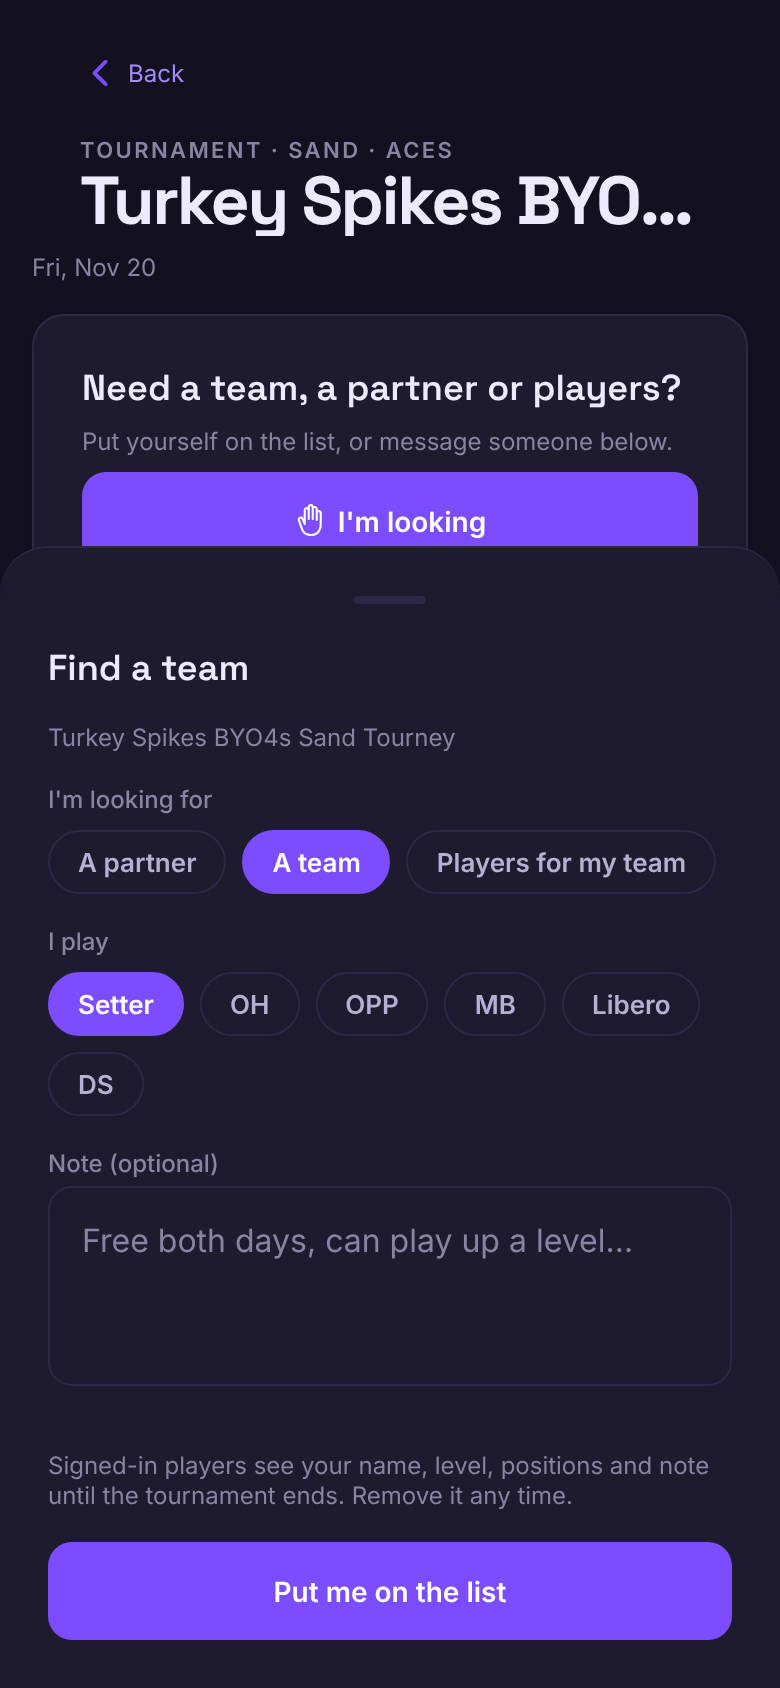 Back
TOURNAMENT · SAND · ACES
Turkey Spikes BYO...
Fri, Nov 20
Need a team, a partner or players?
Put yourself on the list, or message someone below.
I'm looking
Find a team
Turkey Spikes BYO4s Sand Tourney
I'm looking for
A partner
A team
Players for my team
I play
Setter
OH
OPP
MB
Libero
DS
Note (optional)
Free both days, can play up a level...
Signed-in players see your name, level, positions and note
until the tournament ends. Remove it any time.
Put me on the list